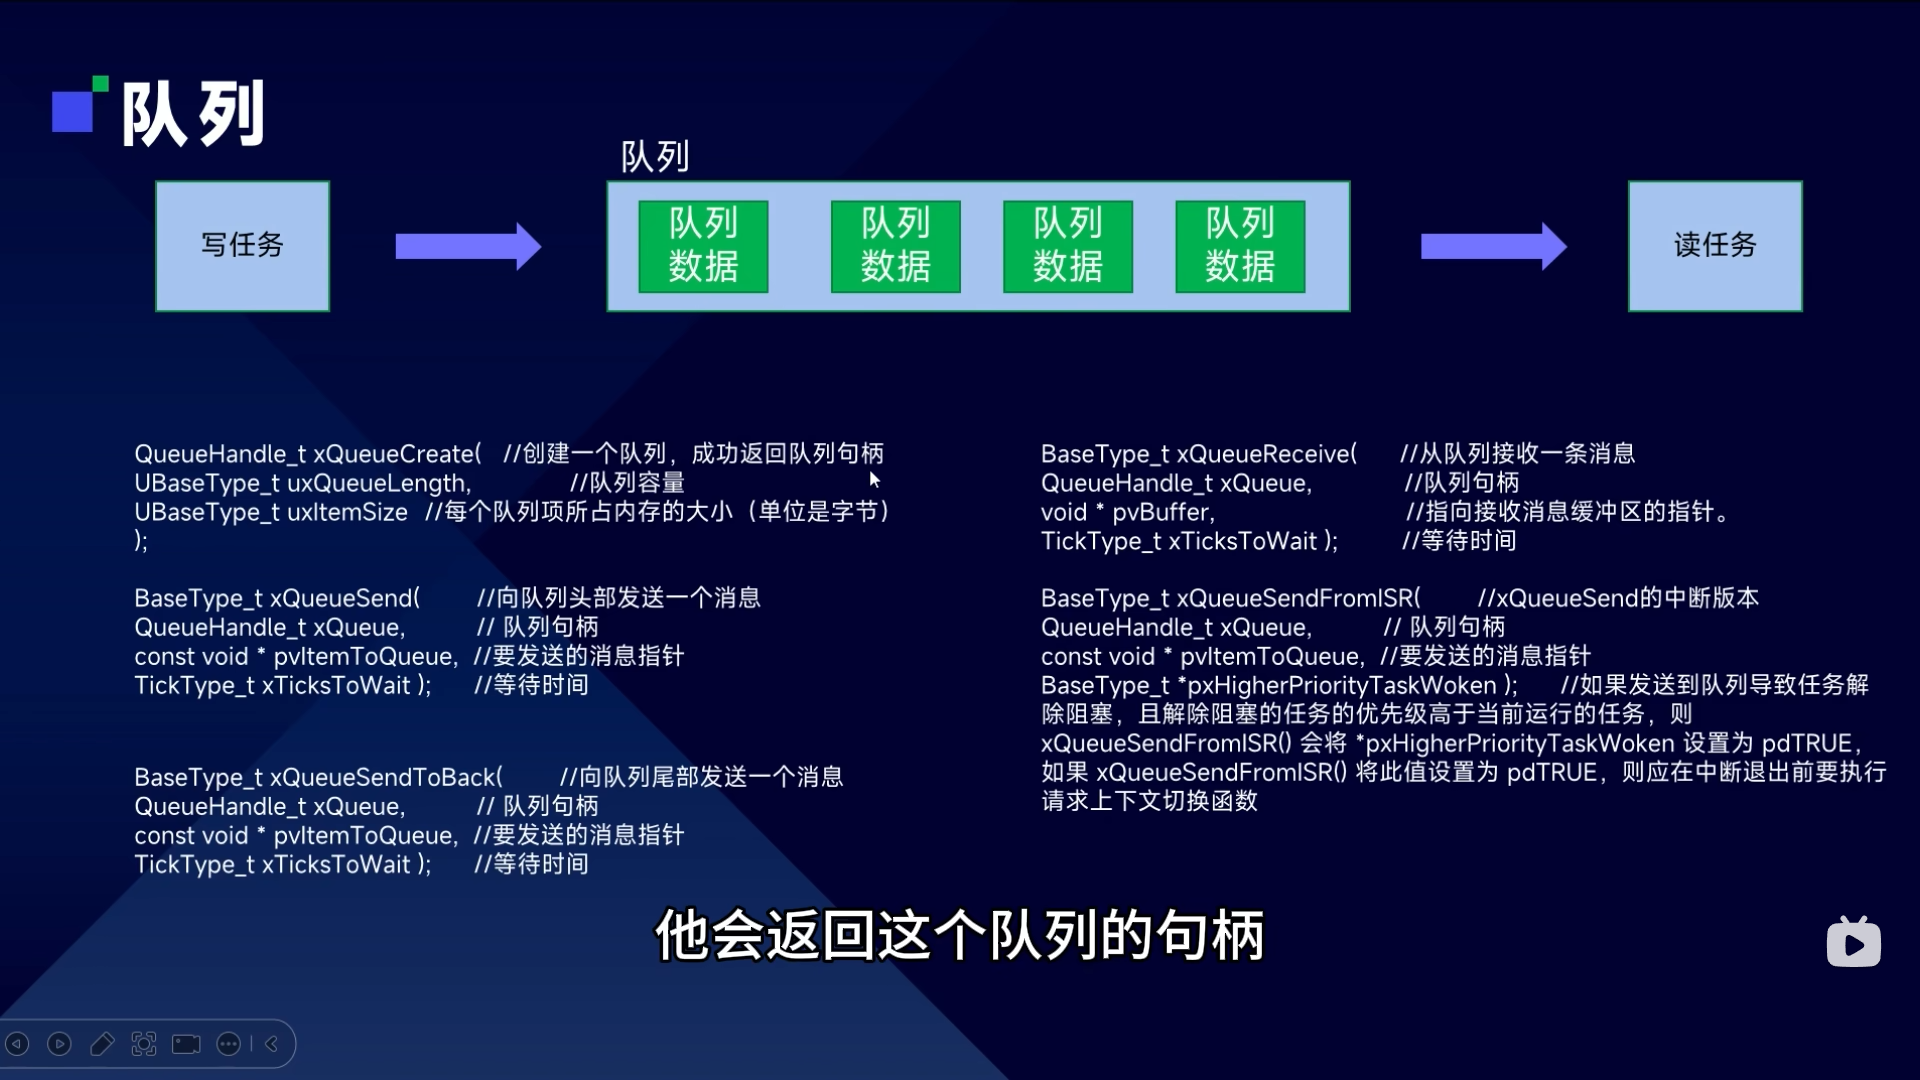 队列
队列
写任务
队列
数据
队列
数据
队列
数据
队列
数据
读任务
QueueHandle_t xQueueCreate( //创建一个队列，成功返回队列句柄
UBaseType_t uxQueueLength, //队列容量
UBaseType_t uxItemSize //每个队列项所占内存的大小（单位是字节）
);
BaseType_t xQueueSend( //向队列头部发送一个消息
QueueHandle_t xQueue, // 队列句柄
const void * pvItemToQueue, //要发送的消息指针
TickType_t xTicksToWait ); //等待时间
BaseType_t xQueueSendToBack( //向队列尾部发送一个消息
QueueHandle_t xQueue, // 队列句柄
const void * pvItemToQueue, //要发送的消息指针
TickType_t xTicksToWait ); //等待时间
BaseType_t xQueueReceive( //从队列接收一条消息
QueueHandle_t xQueue, //队列句柄
void * pvBuffer, //指向接收消息缓冲区的指针。
TickType_t xTicksToWait ); //等待时间
BaseType_t xQueueSendFromISR( //xQueueSend的中断版本
QueueHandle_t xQueue, // 队列句柄
const void * pvItemToQueue, //要发送的消息指针
BaseType_t *pxHigherPriorityTaskWoken ); //如果发送到队列导致任务解
除阻塞，且解除阻塞的任务的优先级高于当前运行的任务，则
xQueueSendFromISR() 会将 *pxHigherPriorityTaskWoken 设置为 pdTRUE，
如果 xQueueSendFromISR() 将此值设置为 pdTRUE，则应在中断退出前要执行
请求上下文切换函数
他会返回这个队列的句柄